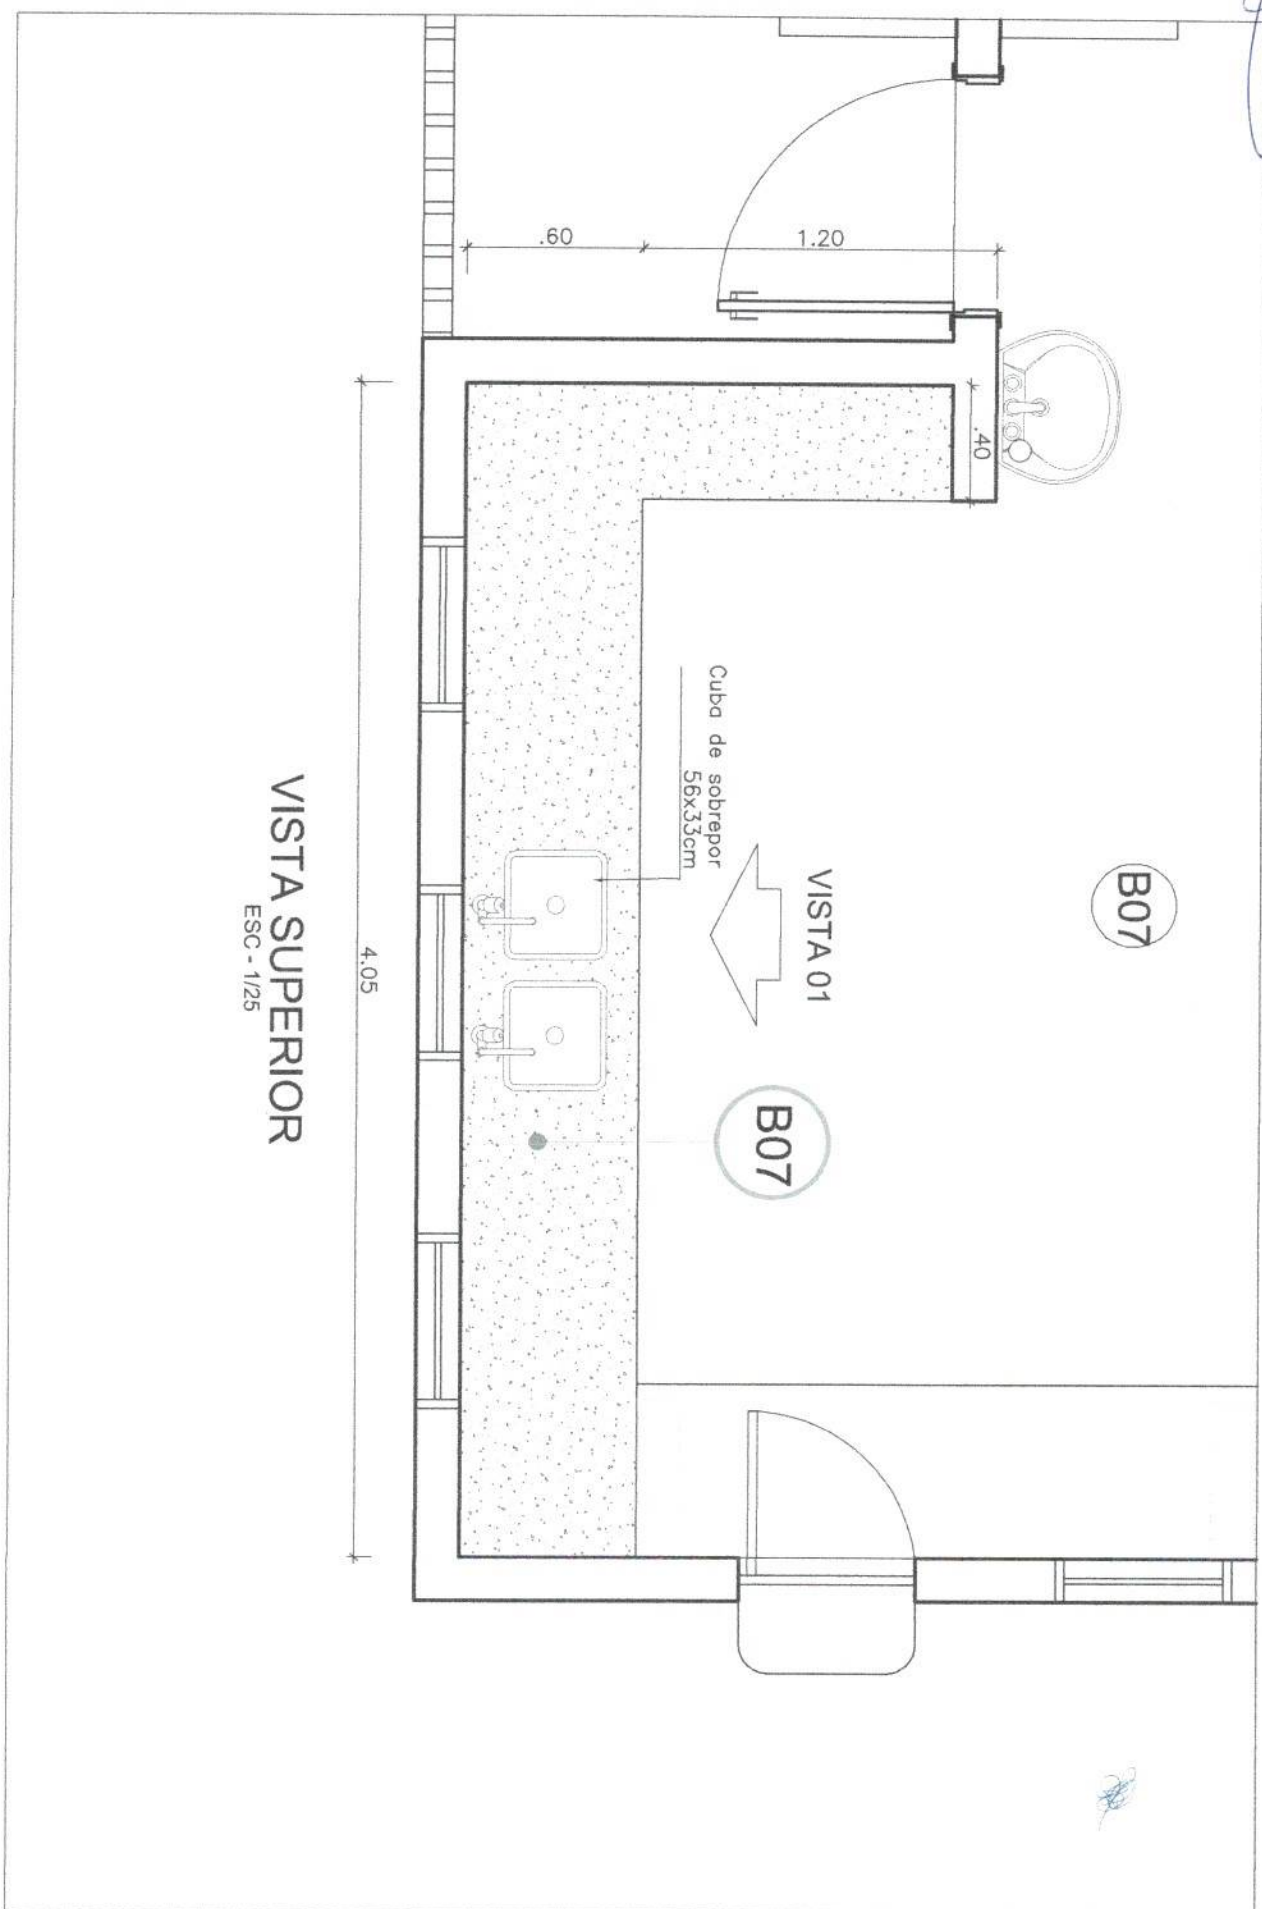 B07
VISTA 01
B07
Cuba de sobrepor
56x33cm
.60
1.20
.40
4.05
VISTA SUPERIOR
ESC - 1/25